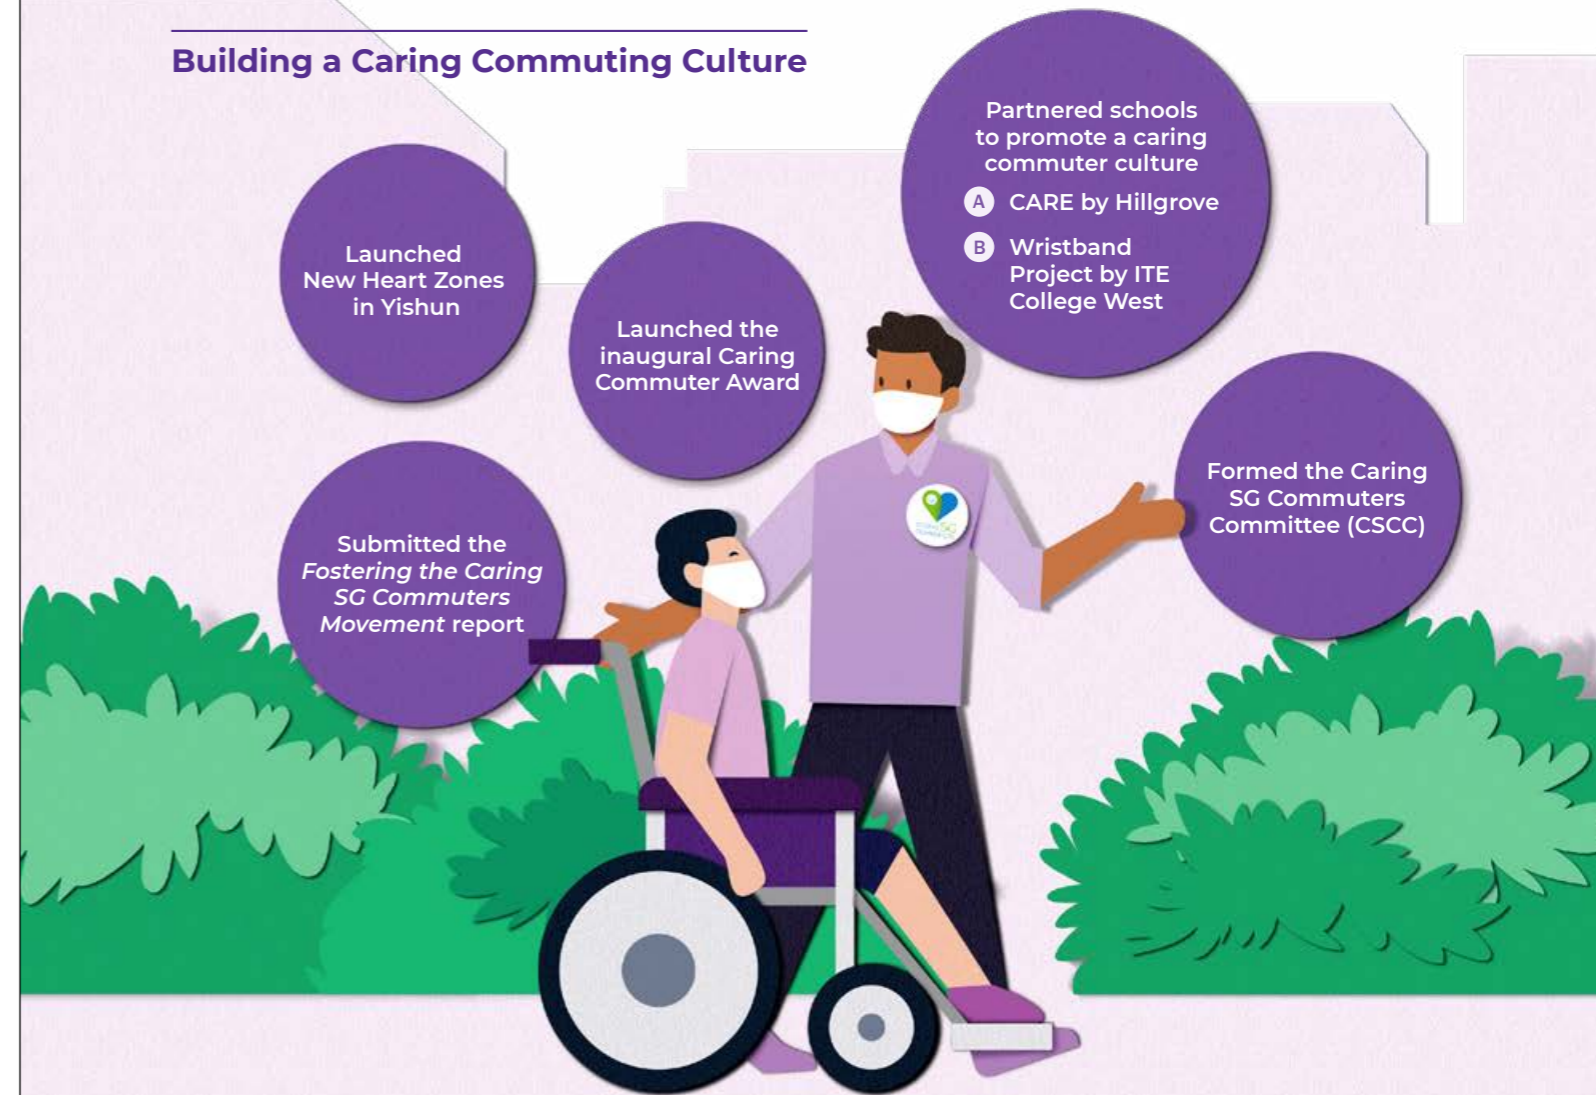 Building a Caring Commuting Culture
Launched
New Heart Zones
in Yishun
Launched the
inaugural Caring
Commuter Award
Partnered schools
to promote a caring
commuter culture
A CARE by Hillgrove
B Wristband
Project by ITE
College West
Submitted the
Fostering the Caring
SG Commuters
Movement report
Formed the Caring
SG Commuters
Committee (CSCC)